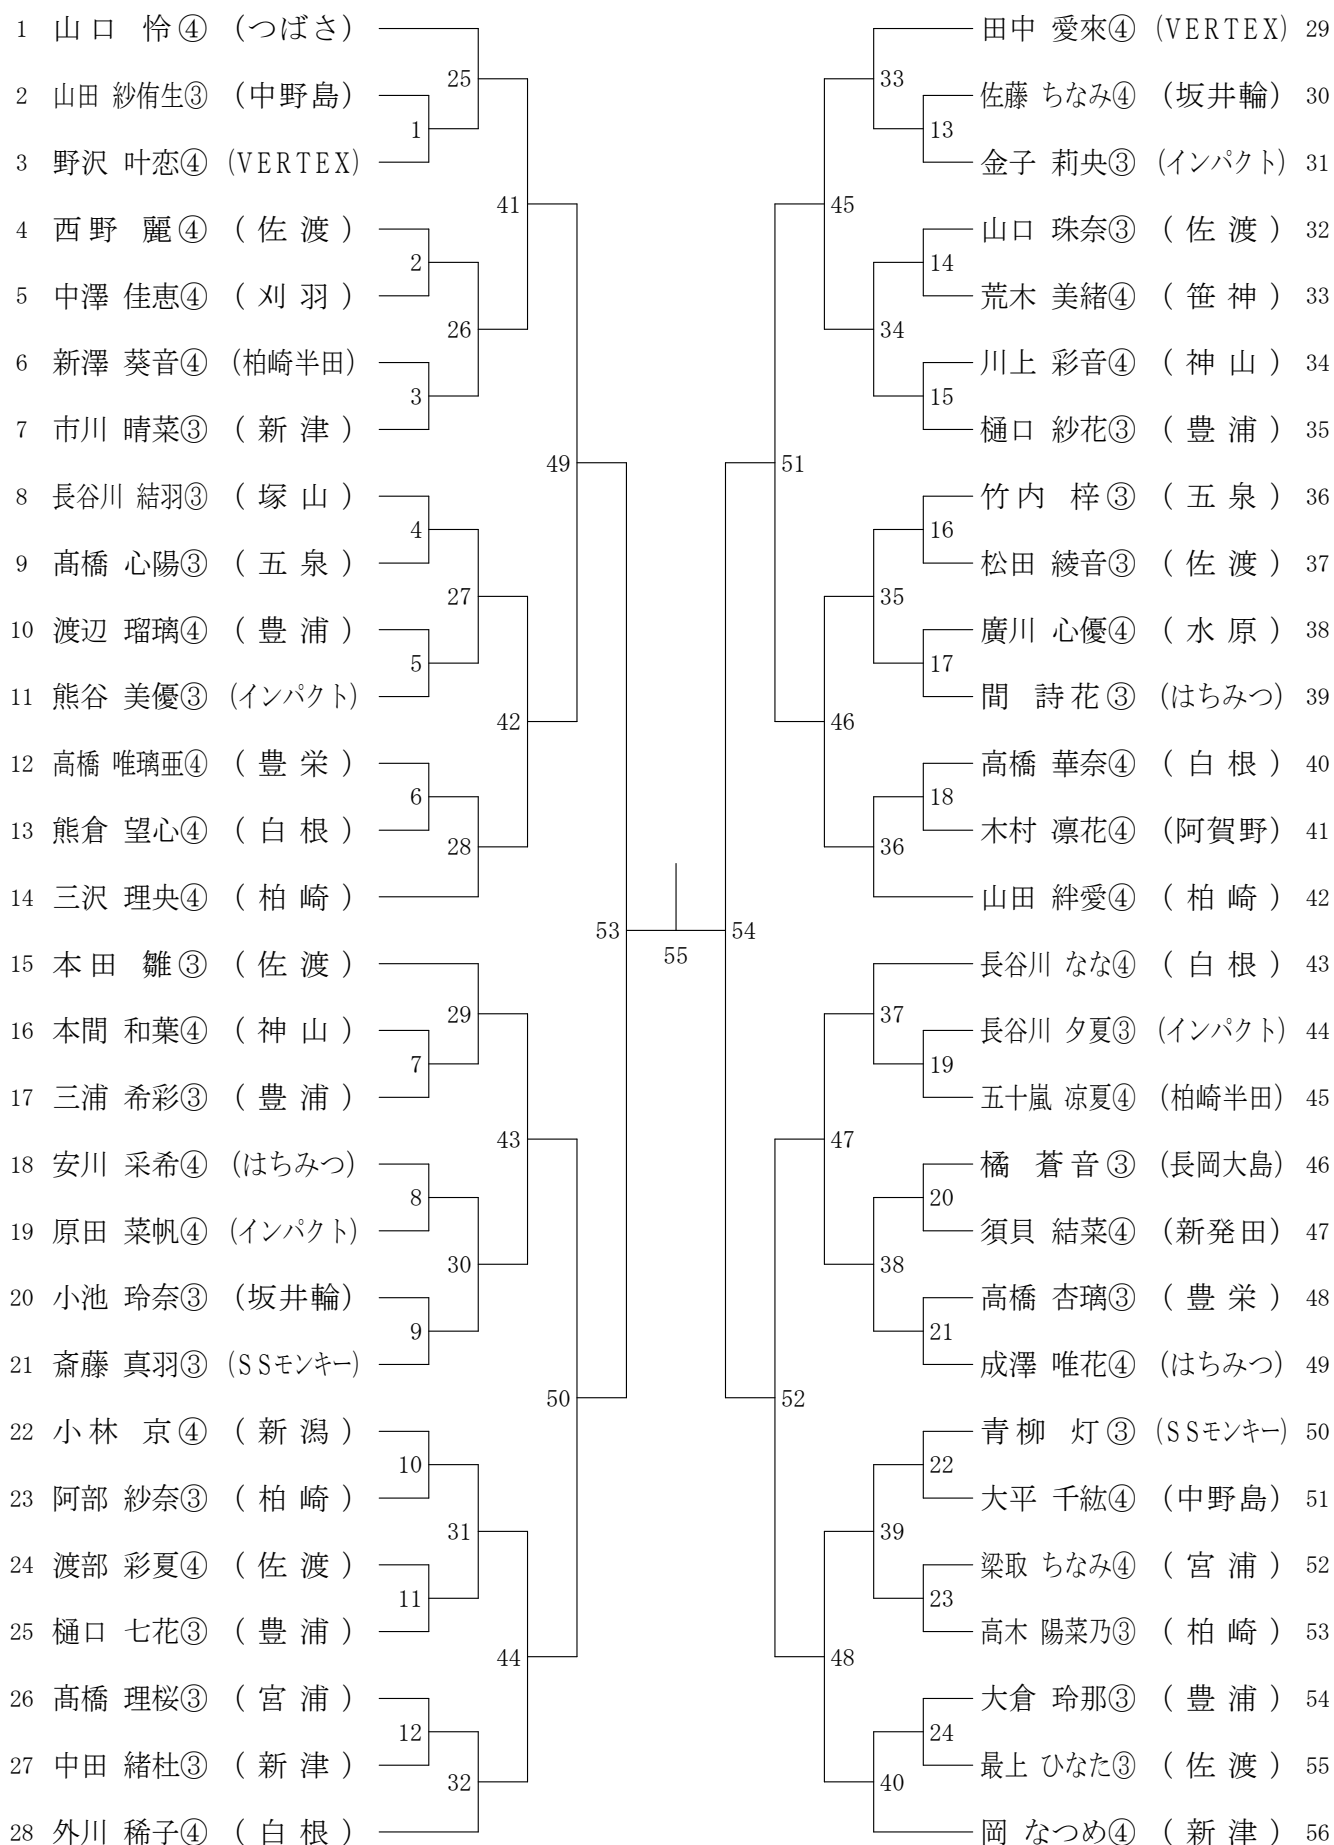 1 山口 怜④ (つばさ)
2 山田 紗侑生③ (中野島)
3 野沢 叶恋④ (VERTEX)
4 西野 麗④ (佐渡)
5 中澤 佳恵④ (刈羽)
6 新澤 葵音④ (柏崎半田)
7 市川 晴菜③ (新津)
8 長谷川 結羽③ (塚山)
9 髙橋 心陽③ (五泉)
10 渡辺 瑠璃④ (豊浦)
11 熊谷 美優③ (インパクト)
12 高橋 唯璃亜④ (豊栄)
13 熊倉 望心④ (白根)
14 三沢 理央④ (柏崎)
15 本田 雛③ (佐渡)
16 本間 和葉④ (神山)
17 三浦 希彩③ (豊浦)
18 安川 采希④ (はちみつ)
19 原田 菜帆④ (インパクト)
20 小池 玲奈③ (坂井輪)
21 斎藤 真羽③ (SSモンキー)
22 小林 京④ (新潟)
23 阿部 紗奈③ (柏崎)
24 渡部 彩夏④ (佐渡)
25 樋口 七花③ (豊浦)
26 髙橋 理桜③ (宮浦)
27 中田 緒杜③ (新津)
28 外川 稀子④ (白根)
25
1
41
2
26
3
49
4
27
5
42
6
28
53
29
7
43
8
30
9
50
10
31
11
44
12
32
55
54
33
13
45
14
34
15
51
16
35
17
46
18
36
37
19
47
20
38
21
52
22
39
23
48
24
40
田中 愛來④ (VERTEX) 29
佐藤 ちなみ④ (坂井輪) 30
金子 莉央③ (インパクト) 31
山口 珠奈③ (佐渡) 32
荒木 美緒④ (笹神) 33
川上 彩音④ (神山) 34
樋口 紗花③ (豊浦) 35
竹内 梓③ (五泉) 36
松田 綾音③ (佐渡) 37
廣川 心優④ (水原) 38
間 詩花③ (はちみつ) 39
高橋 華奈④ (白根) 40
木村 凛花④ (阿賀野) 41
山田 絆愛④ (柏崎) 42
長谷川 なな④ (白根) 43
長谷川 夕夏③ (インパクト) 44
五十嵐 凉夏④ (柏崎半田) 45
橘 蒼音③ (長岡大島) 46
須貝 結菜④ (新発田) 47
高橋 杏璃③ (豊栄) 48
成澤 唯花④ (はちみつ) 49
青柳 灯③ (SSモンキー) 50
大平 千紘④ (中野島) 51
梁取 ちなみ④ (宮浦) 52
高木 陽菜乃③ (柏崎) 53
大倉 玲那③ (豊浦) 54
最上 ひなた③ (佐渡) 55
岡 なつめ④ (新津) 56